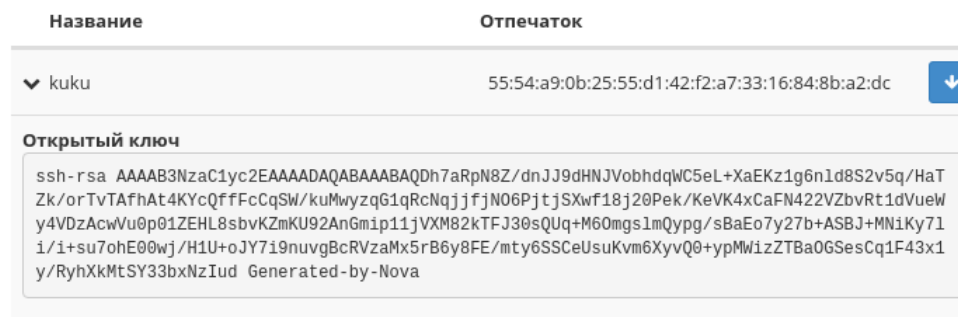 Название Отпечаток
kuku 55:54:a9:0b:25:55:d1:42:f2:a7:33:16:84:8b:a2:dc
Открытый ключ
ssh-rsa AAAAB3NzaC1yc2EAAAADAQABAAABAQDh7aRpN8Z/dnJJ9dHNJVobhdqWC5eL+XaEKz1g6nld8S2v5q/HaT
Zk/orTvTAfhAt4KYcQffFcCqSW/kuMwyzqG1qRcNqjjfjNO6PjtjSXwf18j20Pek/KeVK4xCaFN422VZbvRt1dVueW
y4VDzAcwVu0p01ZEHL8sbvKZmKU92AnGmip11jVXM82kTFJ30sQUq+M6OmgslmQypg/sBaEo7y27b+ASBJ+MNiKy7l
i/i+su7ohE00wj/H1U+oJY7i9nuvgBcRVzaMx5rB6y8FE/mty6SSCeUsuKvm6XyvQ0+ypMWizZTBaOGSesCq1F43x1
y/RyhXkMtSY33bxNzIud Generated-by-Nova